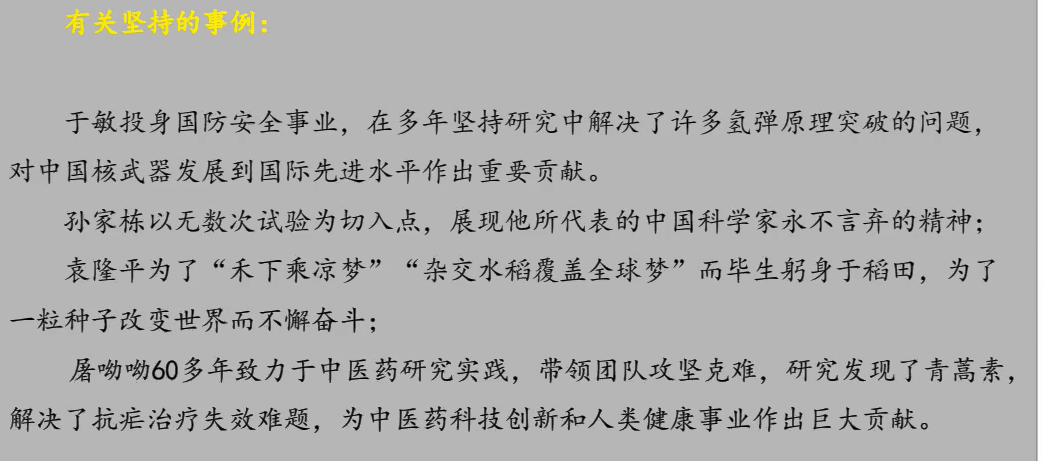 有关坚持的事例：
于敏投身国防安全事业，在多年坚持研究中解决了许多氢弹原理突破的问题，
对中国核武器发展到国际先进水平作出重要贡献。
孙家栋以无数次试验为切入点，展现他所代表的中国科学家永不言弃的精神；
袁隆平为了“禾下乘凉梦”“杂交水稻覆盖全球梦”而毕生躬身于稻田，为了
一粒种子改变世界而不懈奋斗；
屠呦呦60多年致力于中医药研究实践，带领团队攻坚克难，研究发现了青蒿素，
解决了抗疟治疗失效难题，为中医药科技创新和人类健康事业作出巨大贡献。